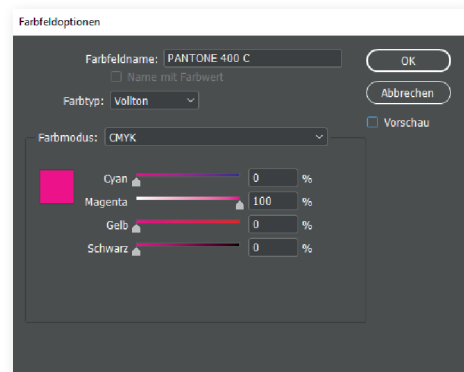 Farbfeldoptionen
Farbfeldname: PANTONE 400 C
Name mit Farbwert
Farbtyp: Vollton
Farbmodus: CMYK
Cyan 0 %
Magenta 100 %
Gelb 0 %
Schwarz 0 %
OK
Abbrechen
Vorschau